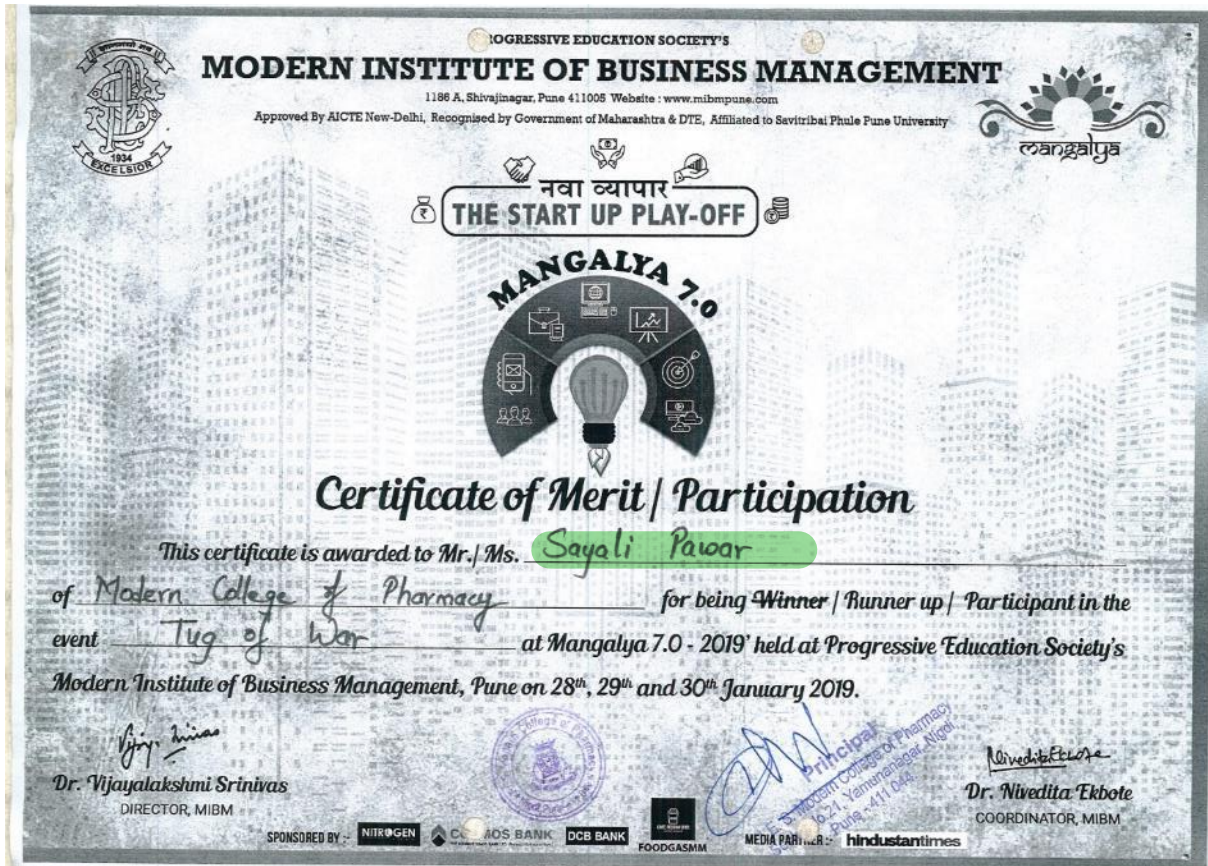 PROGRESSIVE EDUCATION SOCIETY'S
MODERN INSTITUTE OF BUSINESS MANAGEMENT
1186 A, Shivajinagar, Pune 411005 Website : www.mibmpune.com
Approved By AICTE New-Delhi, Recognised by Government of Maharashtra & DTE, Affiliated to Savitribai Phule Pune University
1934
EXCELSIOR
mangalya
नवा व्यापार
THE START UP PLAY-OFF
MANGALYA 7.0
Certificate of Merit / Participation
This certificate is awarded to Mr./ Ms. Sayali Pawar
of Modern College of Pharmacy for being Winner / Runner up / Participant in the
event Tug of War at Mangalya 7.0 - 2019' held at Progressive Education Society's
Modern Institute of Business Management, Pune on 28th, 29th and 30th January 2019.
Dr. Vijayalakshmi Srinivas
DIRECTOR, MIBM
Principal
Modern College of Pharmacy
21, Yamunanagar, Nigdi
Pune - 411 044.
Nivedita Ekbote
Dr. Nivedita Ekbote
COORDINATOR, MIBM
SPONSORED BY :- NITROGEN COSMOS BANK DCB BANK FOODGASMM MEDIA PARTNER :- hindustantimes